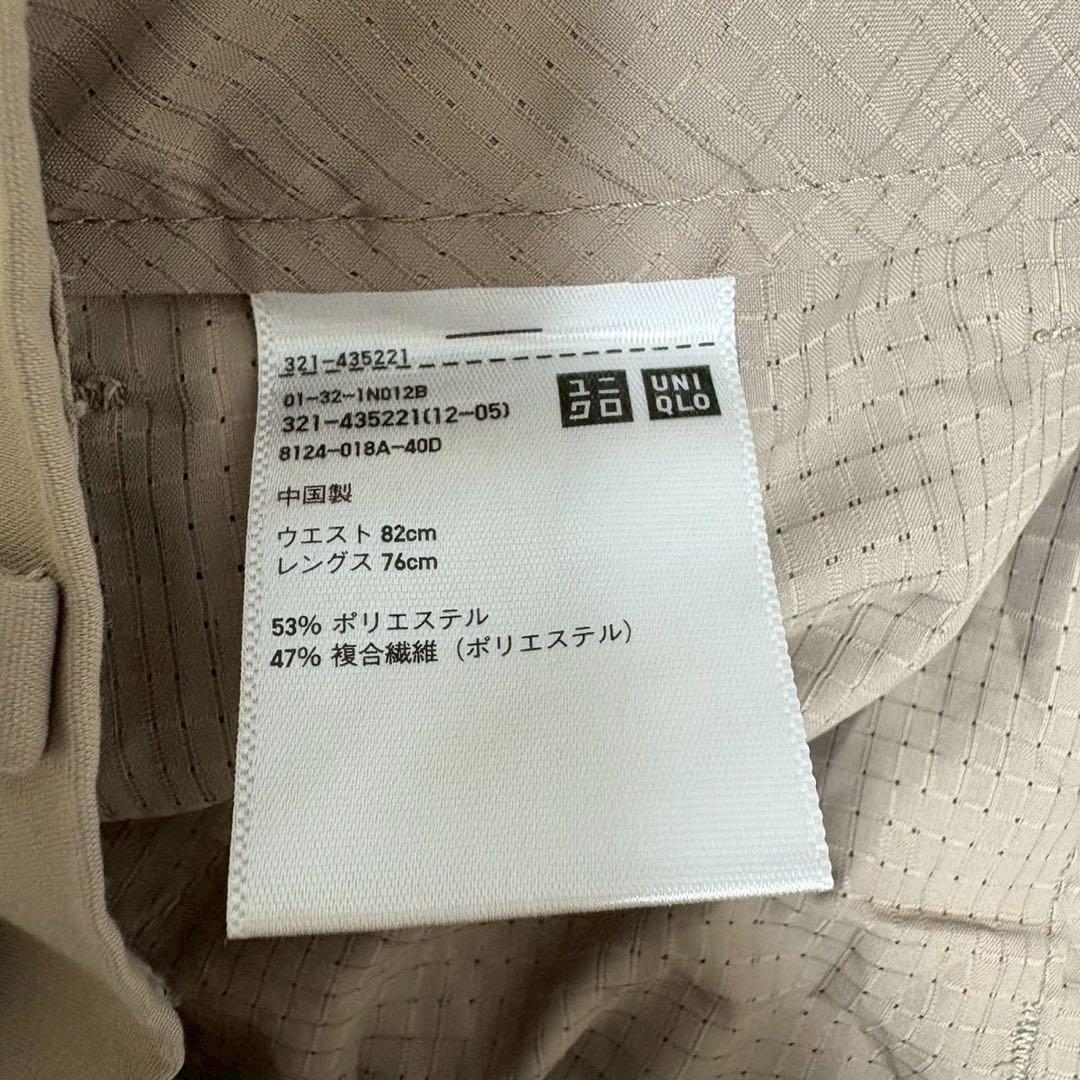 321-435221
01-32-1N012B
321-435221(12-05)
8124-018A-40D
ユニ
クロ
UNI
QLO
中国製
ウエスト 82cm
レングス 76cm
53% ポリエステル
47% 複合繊維（ポリエステル）